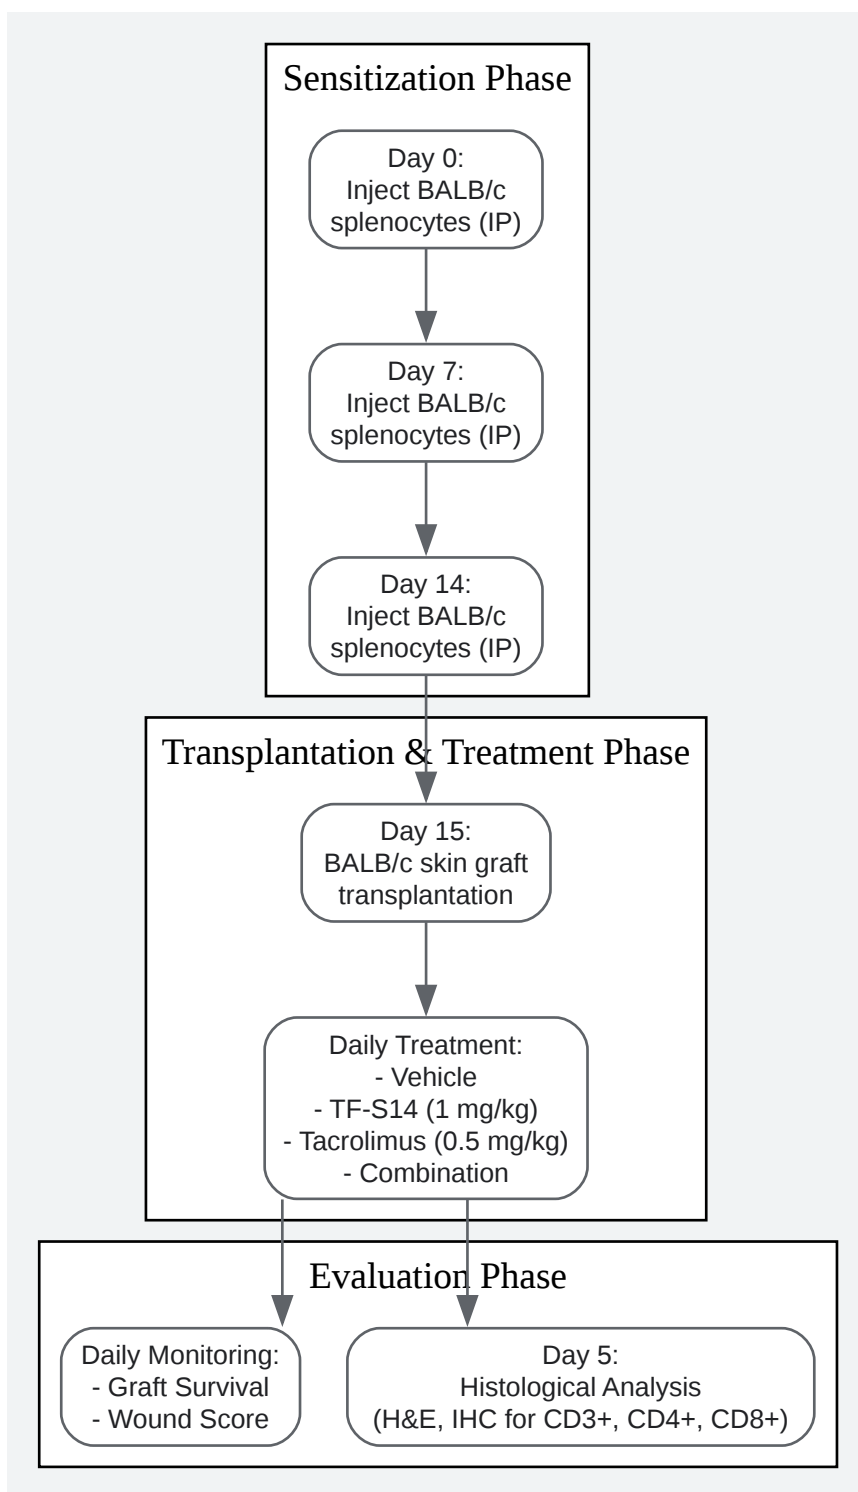 Sensitization Phase
Day 0:
Inject BALB/c
splenocytes (IP)
Day 7:
Inject BALB/c
splenocytes (IP)
Day 14:
Inject BALB/c
splenocytes (IP)
Transplantation & Treatment Phase
Day 15:
BALB/c skin graft
transplantation
Daily Treatment:
- Vehicle
- TF-S14 (1 mg/kg)
- Tacrolimus (0.5 mg/kg)
- Combination
Evaluation Phase
Daily Monitoring:
- Graft Survival
- Wound Score
Day 5:
Histological Analysis
(H&E, IHC for CD3+, CD4+, CD8+)